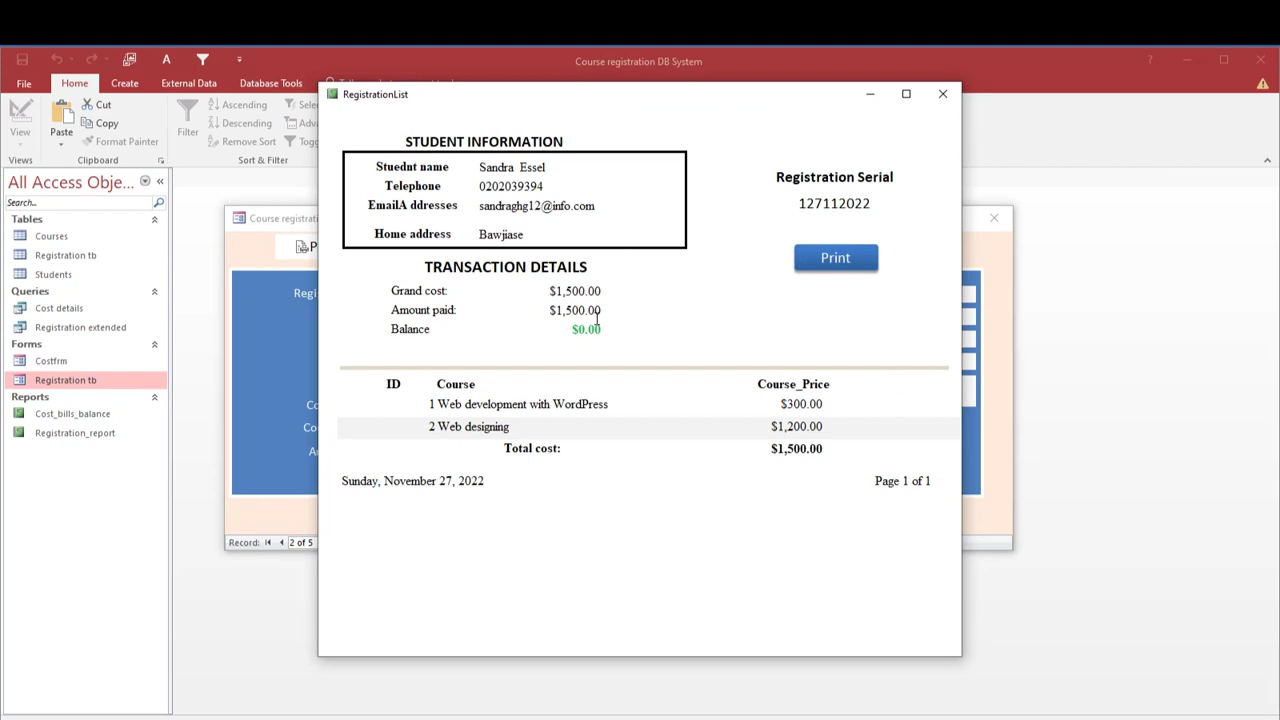 Course registration DB System
?
File
Home
Create
External Data
Database Tools
View
Paste
Cut
Copy
Format Painter
Filter
Ascending
Descending
Remove Sort
Views
Clipboard
Sort & Filter
All Access Obje...
Search...
Tables
Courses
Registration tb
Students
Queries
Cost details
Registration extended
Forms
Costfrm
Registration tb
Reports
Cost_bills_balance
Registration_report
Course registrati
P
Regi
Co
Co
A
Record:
2 of 5
RegistrationList
STUDENT INFORMATION
Stuednt name Sandra Essel
Telephone 0202039394
EmailA ddresses sandraghg12@info.com
Home address Bawjiase
Registration Serial
127112022
Print
TRANSACTION DETAILS
Grand cost: $1,500.00
Amount paid: $1,500.00
Balance $0.00
ID Course Course_Price
1 Web development with WordPress $300.00
2 Web designing $1,200.00
Total cost: $1,500.00
Sunday, November 27, 2022 Page 1 of 1